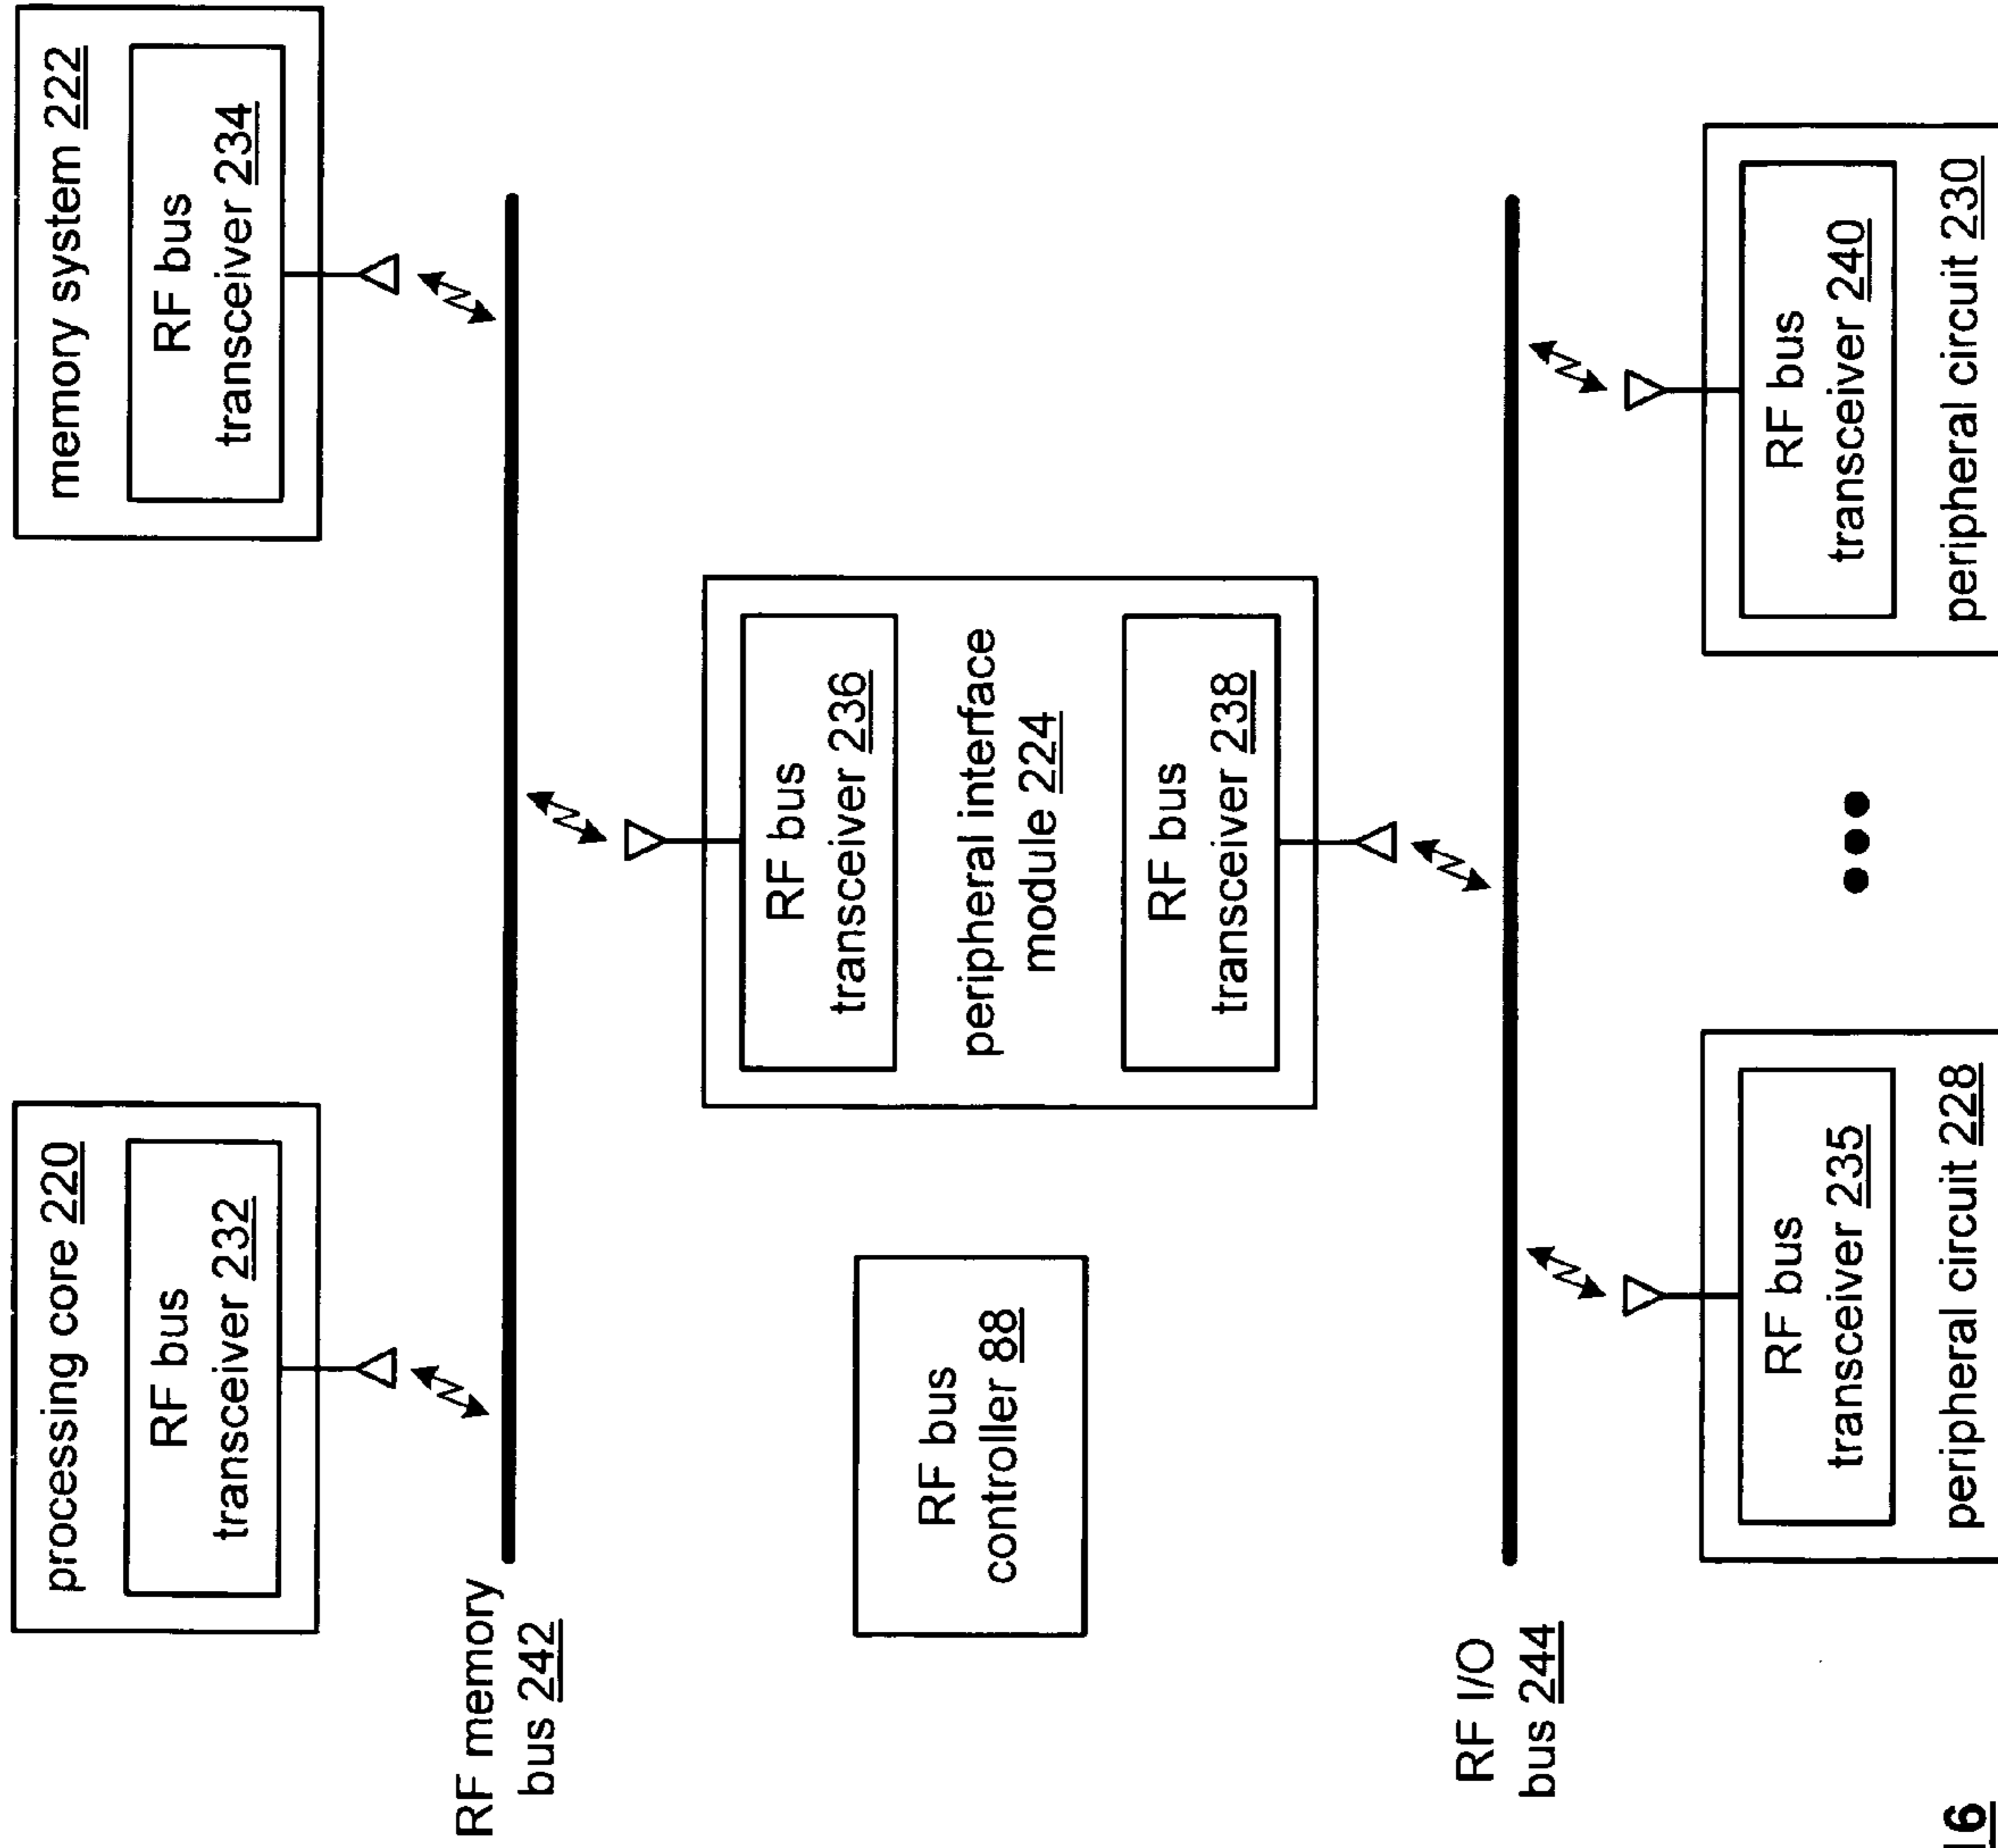 processing core 220
RF bus
transceiver 232
memory system 222
RF bus
transceiver 234
RF memory
bus 242
RF bus
transceiver 236
peripheral interface
module 224
RF bus
transceiver 238
RF bus
controller 88
RF I/O
bus 244
RF bus
transceiver 235
peripheral circuit 228
RF bus
transceiver 240
peripheral circuit 230
16